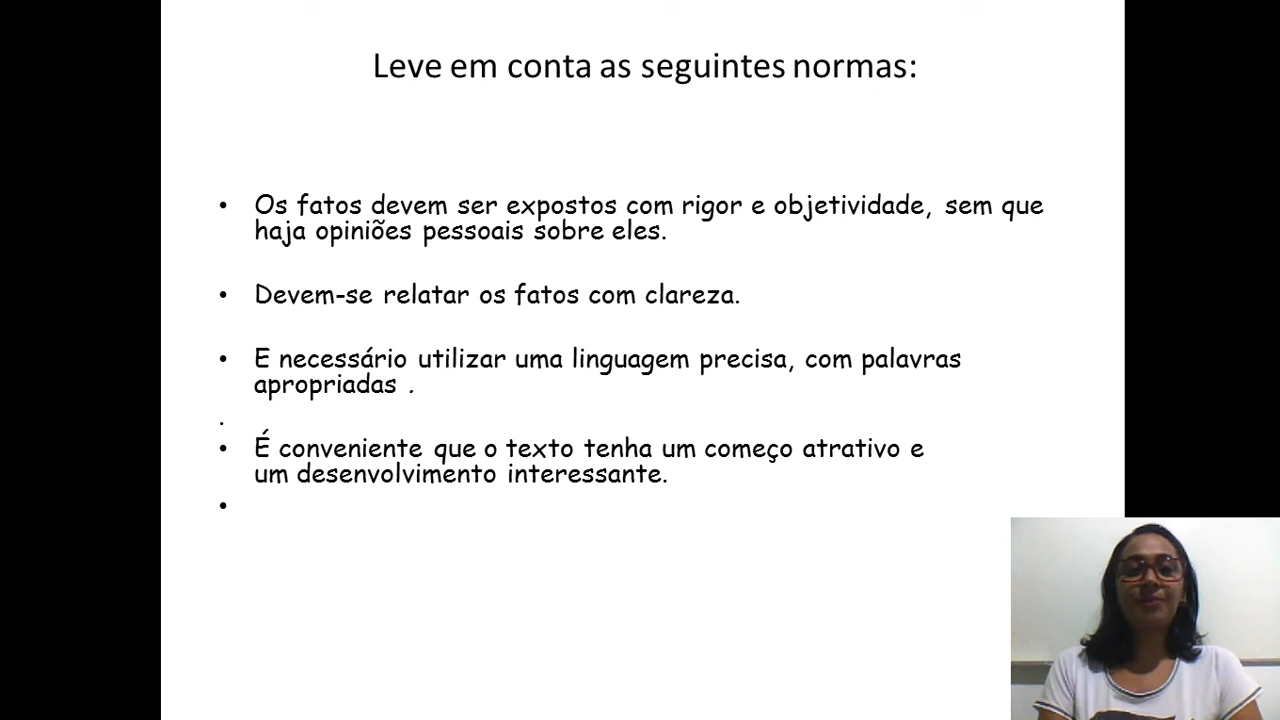 Leve em conta as seguintes normas:
• Os fatos devem ser expostos com rigor e objetividade, sem que
haja opiniões pessoais sobre eles.
• Devem-se relatar os fatos com clareza.
• E necessário utilizar uma linguagem precisa, com palavras
apropriadas .
.
• É conveniente que o texto tenha um começo atrativo e
um desenvolvimento interessante.
•